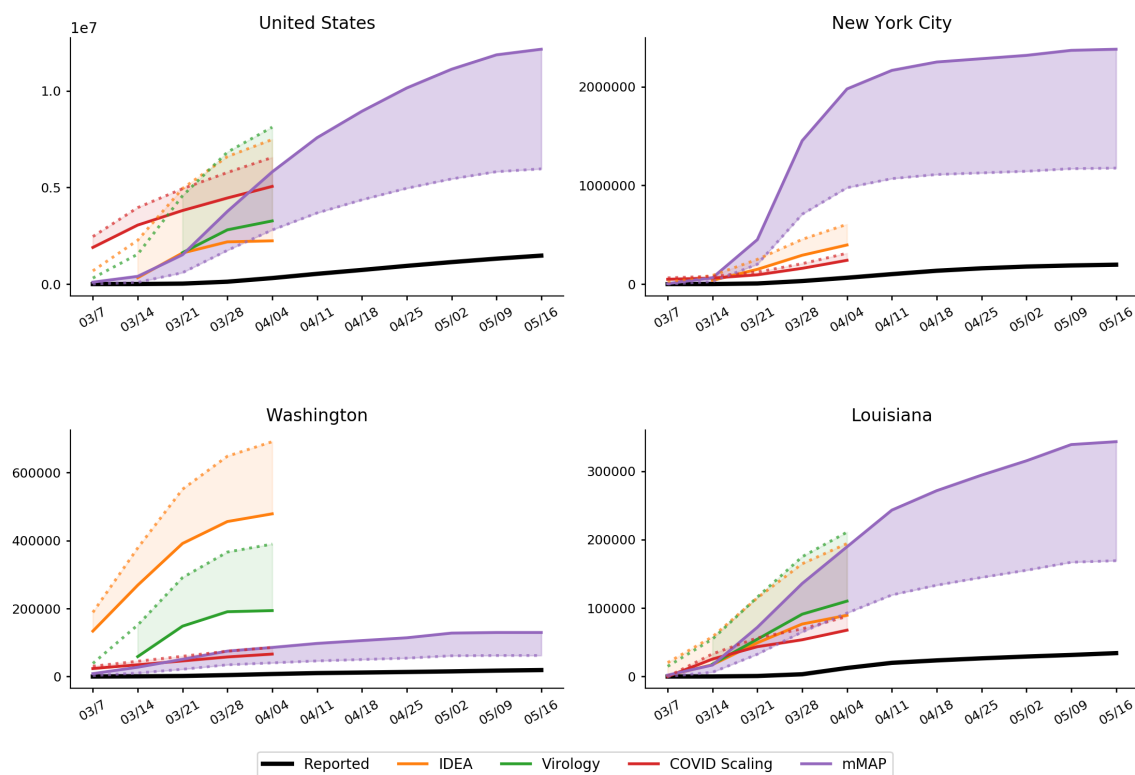 United States
1e7
1.0
0.5
0.0
03/7 03/14 03/21 03/28 04/04 04/11 04/18 04/25 05/02 05/09 05/16
New York City
2000000
1000000
0
03/7 03/14 03/21 03/28 04/04 04/11 04/18 04/25 05/02 05/09 05/16
Washington
600000
400000
200000
0
03/7 03/14 03/21 03/28 04/04 04/11 04/18 04/25 05/02 05/09 05/16
Louisiana
300000
200000
100000
0
03/7 03/14 03/21 03/28 04/04 04/11 04/18 04/25 05/02 05/09 05/16
Reported IDEA Virology COVID Scaling mMAP